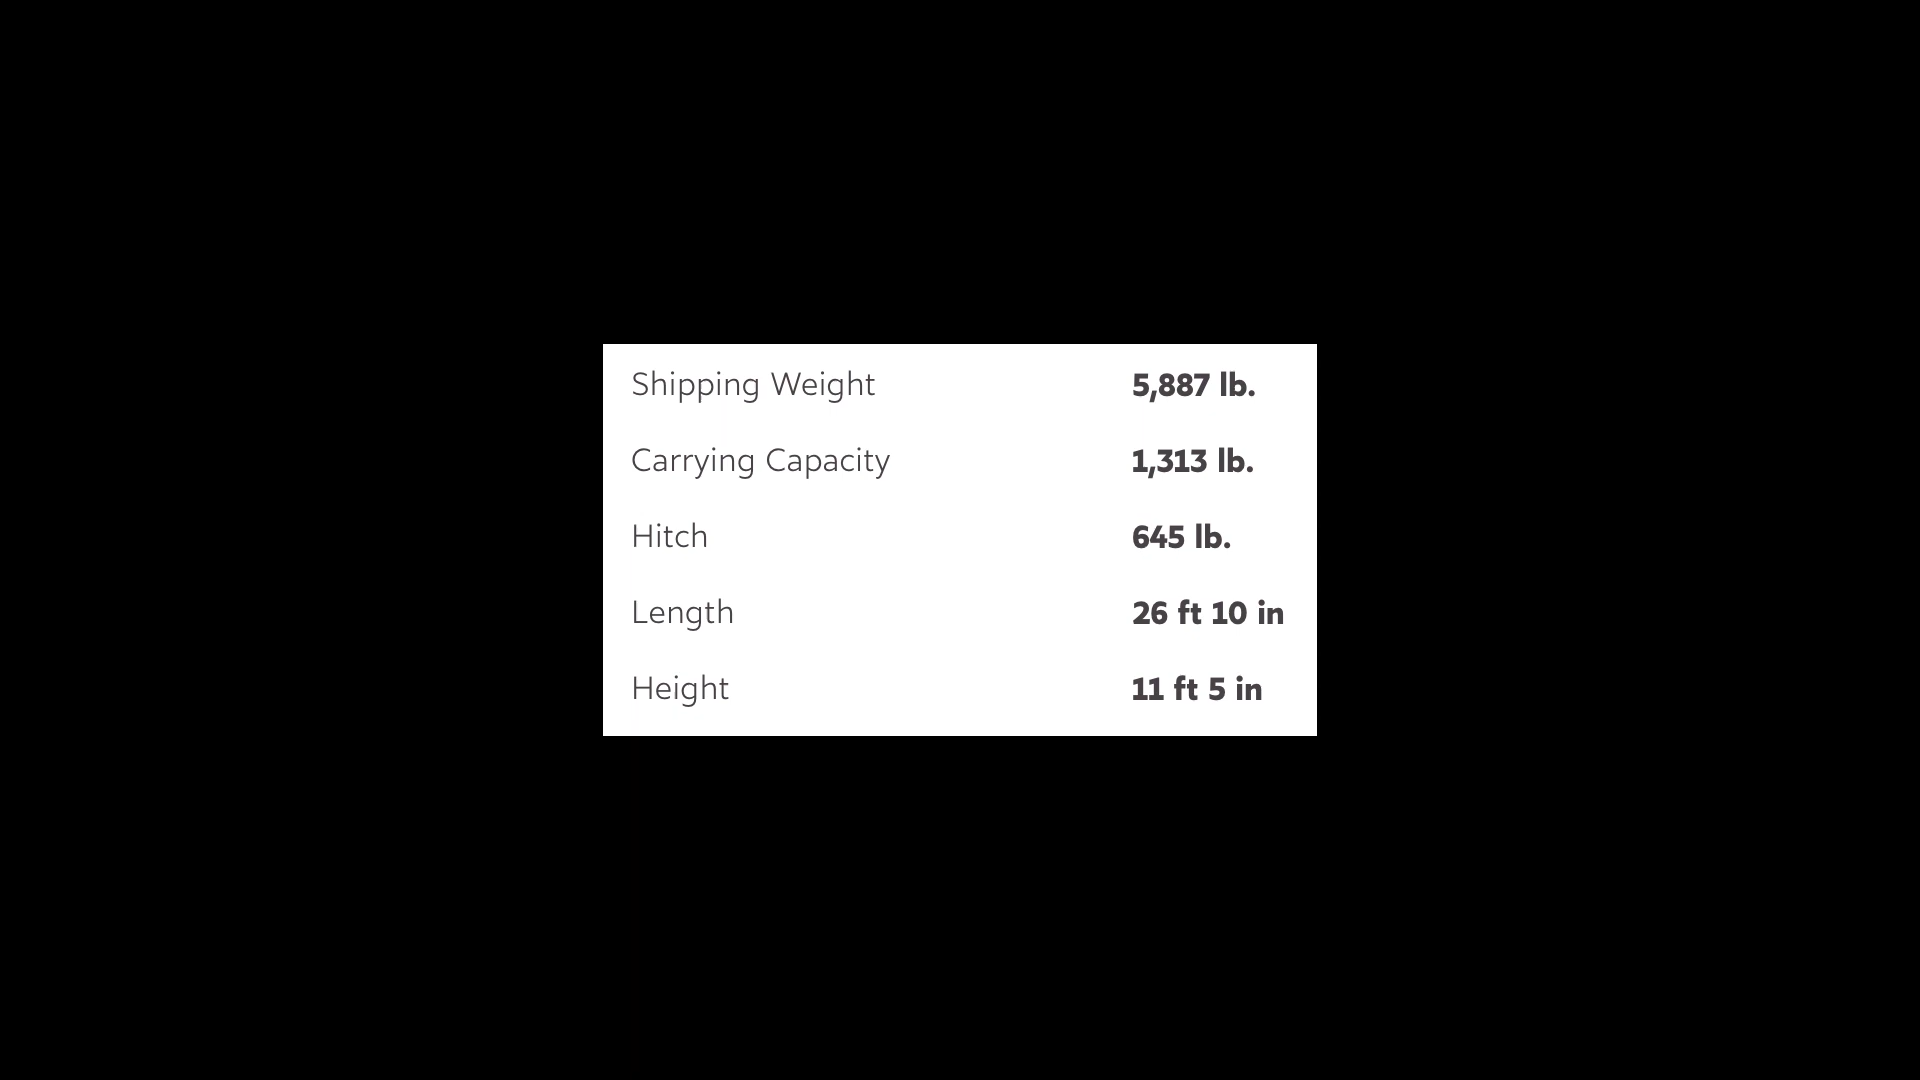 Shipping Weight 5,887 lb.
Carrying Capacity 1,313 lb.
Hitch 645 lb.
Length 26 ft 10 in
Height 11 ft 5 in